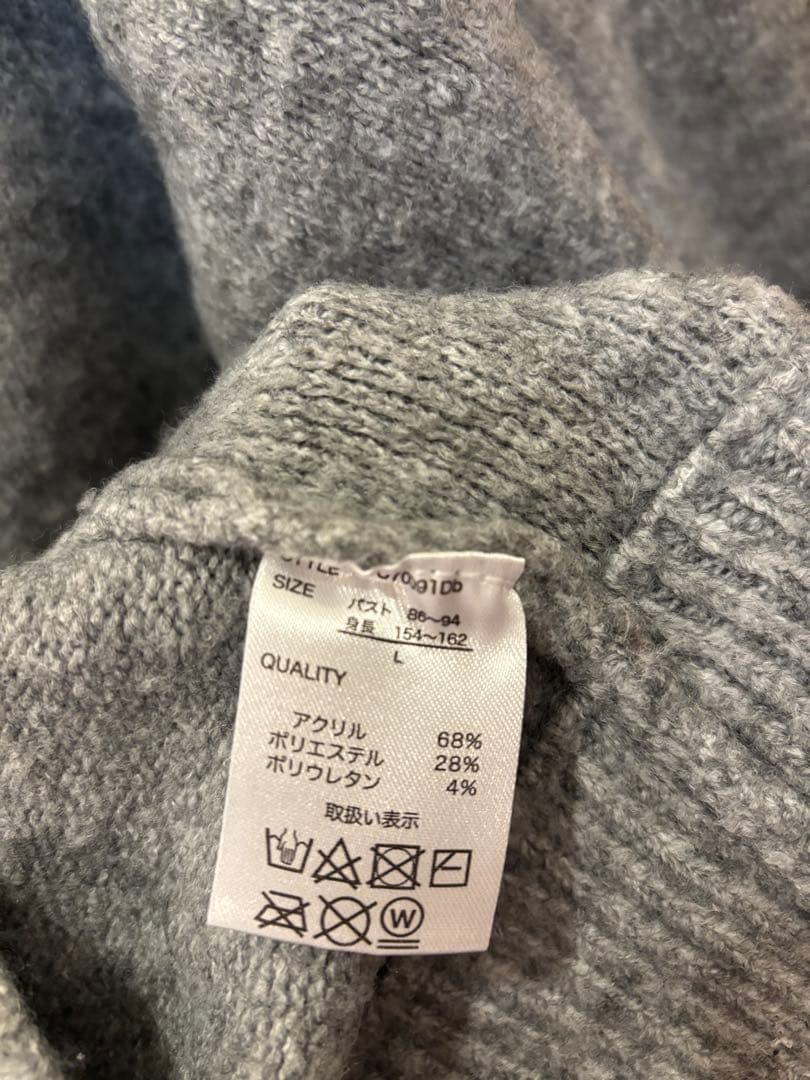 SIZE
バスト 86～94
身長 154～162
L
QUALITY
アクリル 68%
ポリエステル 28%
ポリウレタン 4%
取扱い表示
W